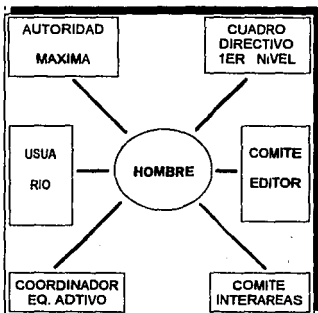 AUTORIDAD
MAXIMA
CUADRO
DIRECTIVO
1ER NIVEL
USUA
RIO
HOMBRE
COMITE
EDITOR
COORDINADOR
EQ. ADTIVO
COMITE
INTERAREAS